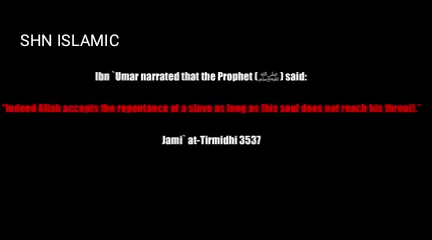 SHN ISLAMIC
Ibn `Umar narrated that the Prophet (ﷺ) said:
"Indeed Allah accepts the repentance of a slave as long as (his soul does not reach his throat)."
Jami` at-Tirmidhi 3537